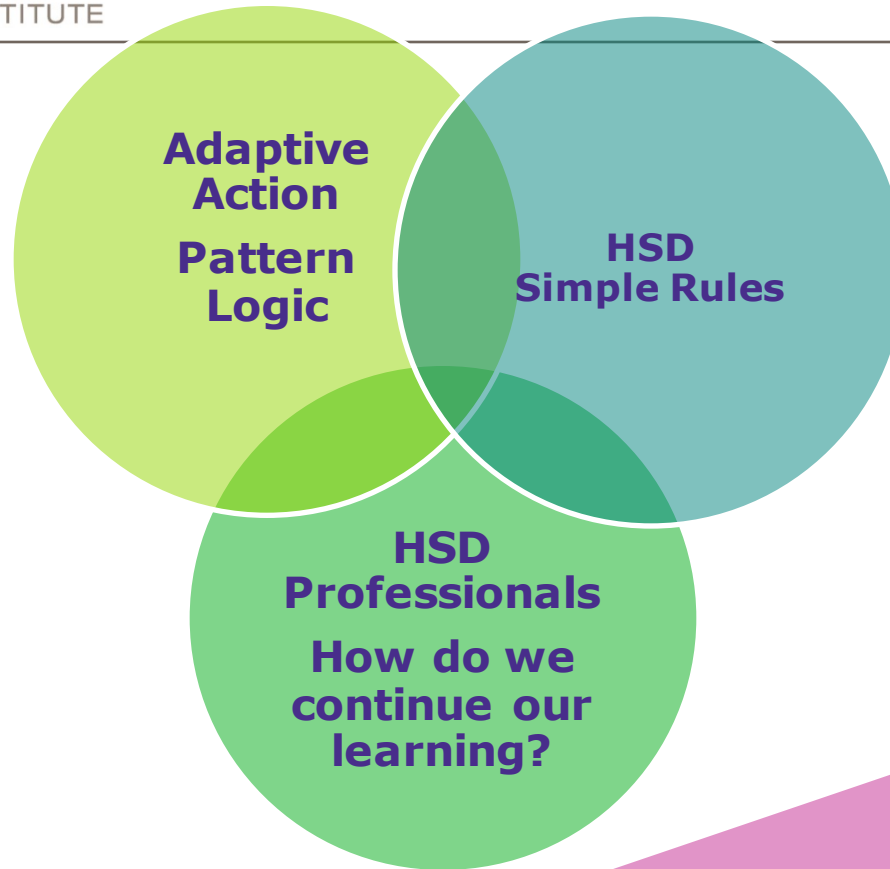 TITUTE
Adaptive
Action
Pattern
Logic
HSD
Simple Rules
HSD
Professionals
How do we
continue our
learning?